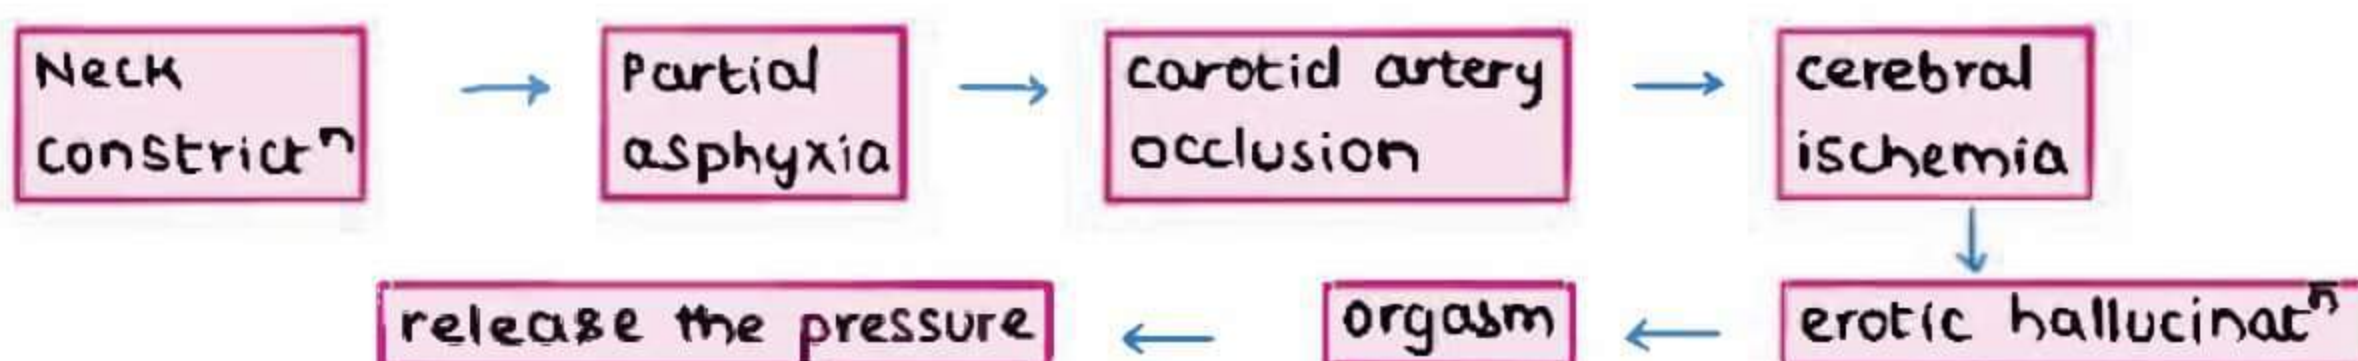 Neck
constrictⁿ
Partial
asphyxia
carotid artery
occlusion
cerebral
ischemia
erotic hallucinatⁿ
orgasm
release the pressure